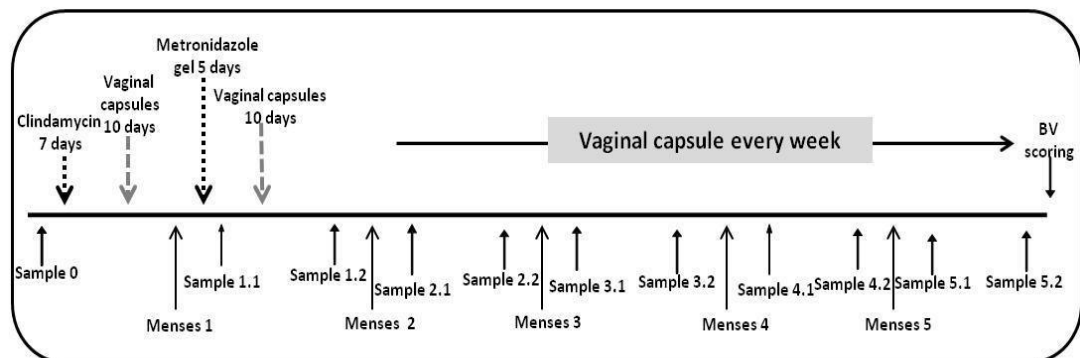 Clindamycin
7 days
Vaginal
capsules
10 days
Metronidazole
gel 5 days
Vaginal capsules
10 days
Vaginal capsule every week
BV
scoring
Sample 0
Menses 1
Sample 1.1
Sample 1.2
Menses 2
Sample 2.1
Sample 2.2
Menses 3
Sample 3.1
Sample 3.2
Menses 4
Sample 4.1
Sample 4.2
Menses 5
Sample 5.1
Sample 5.2